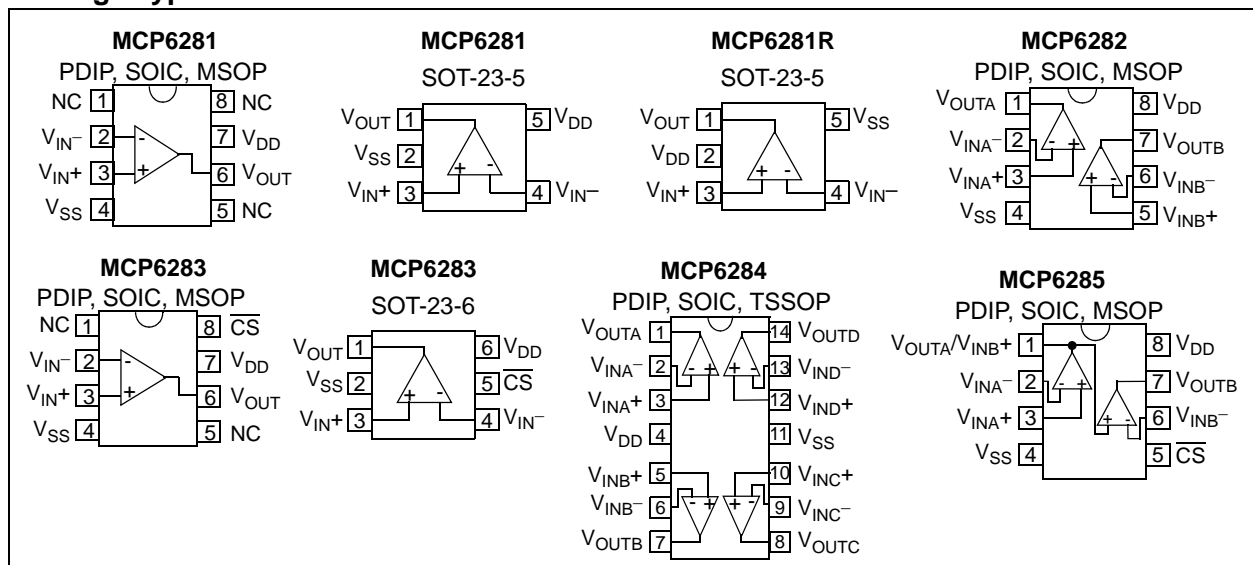 MCP6281
PDIP, SOIC, MSOP
NC 1
8 NC
VIN– 2
7 VDD
VIN+ 3
6 VOUT
VSS 4
5 NC
-
+
MCP6281
SOT-23-5
VOUT 1
5 VDD
VSS 2
VIN+ 3
4 VIN–
+ -
MCP6281R
SOT-23-5
VOUT 1
5 VSS
VDD 2
VIN+ 3
4 VIN–
+ -
MCP6282
PDIP, SOIC, MSOP
VOUTA 1
8 VDD
VINA– 2
7 VOUTB
VINA+ 3
6 VINB–
VSS 4
5 VINB+
- +
+ -
MCP6283
PDIP, SOIC, MSOP
NC 1
8 CS
VIN– 2
7 VDD
VIN+ 3
6 VOUT
VSS 4
5 NC
-
+
MCP6283
SOT-23-6
VOUT 1
6 VDD
VSS 2
5 CS
VIN+ 3
4 VIN–
+ -
MCP6284
PDIP, SOIC, TSSOP
VOUTA 1
14 VOUTD
VINA– 2
13 VIND–
VINA+ 3
12 VIND+
VDD 4
11 VSS
VINB+ 5
10 VINC+
VINB– 6
9 VINC–
VOUTB 7
8 VOUTC
- + + -
- + + -
MCP6285
PDIP, SOIC, MSOP
VOUTA/VINB+ 1
8 VDD
VINA– 2
7 VOUTB
VINA+ 3
6 VINB–
VSS 4
5 CS
- +
+ -